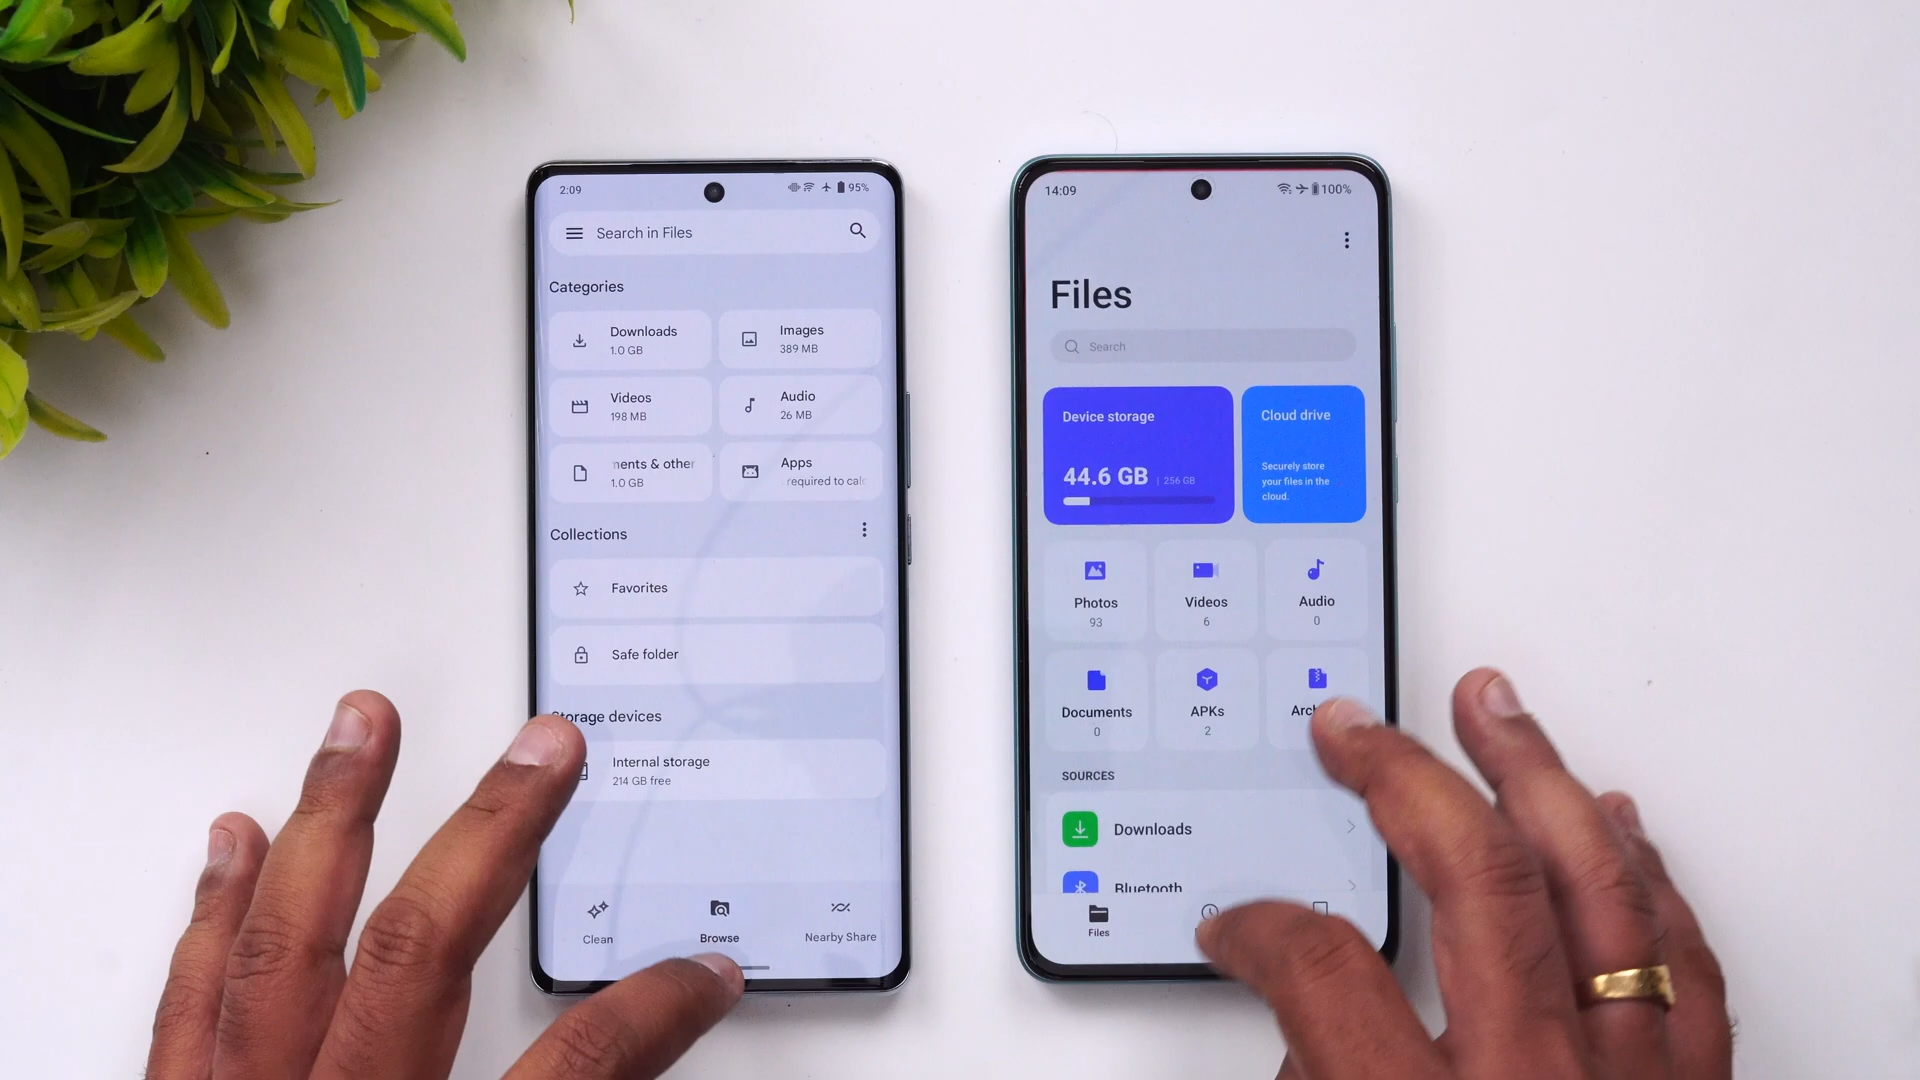 2:09
95%
Search in Files
Categories
Downloads
1.0 GB
Images
389 MB
Videos
198 MB
Audio
26 MB
ments & other
1.0 GB
Apps
required to calc
Collections
Favorites
Safe folder
Storage devices
Internal storage
214 GB free
Clean
Browse
Nearby Share
14:09
100%
Files
Search
Device storage
44.6 GB | 256 GB
Cloud drive
Securely store
your files in the
cloud.
Photos
93
Videos
6
Audio
0
Documents
0
APKs
2
Arc
SOURCES
Downloads
Bluetooth
Files